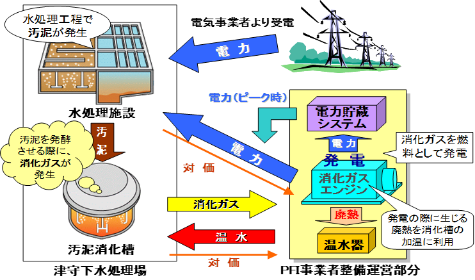 水処理工程で
汚泥が発生
電気事業者より受電
電力
水処理施設
電力(ピーク時)
電力貯蔵
システム
汚泥を発酵
させる際に、
消化ガスが
発生
汚泥
電力
対価
電力
発電
消化ガス
エンジン
消化ガスを燃
料として発電
消化ガス
廃熱
発電の際に生じる
廃熱を消化槽の
加温に利用
温水
温水器
汚泥消化槽
対価
津守下水処理場
PFI事業者整備運営部分